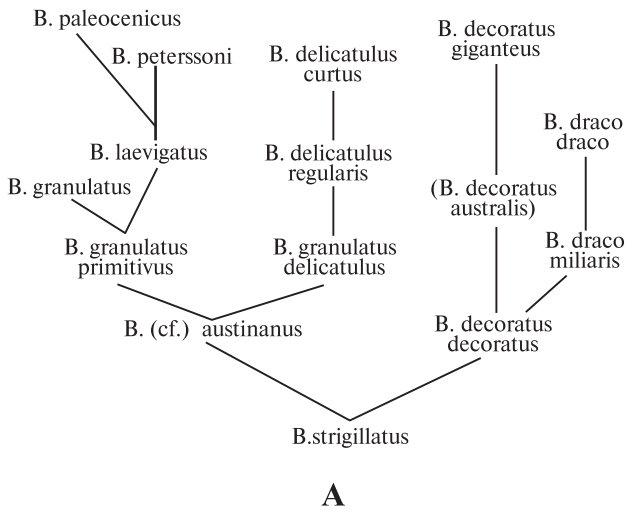 B. paleocenicus
B. peterssoni
B. delicatulus
curtus
B. decoratus
giganteus
B. laevigatus
B. granulatus
B. delicatulus
regularis
(B. decoratus
australis)
B. draco
draco
B. granulatus
primitivus
B. granulatus
delicatulus
B. draco
miliaris
B. (cf.) austinanus
B. decoratus
decoratus
B.strigillatus
A